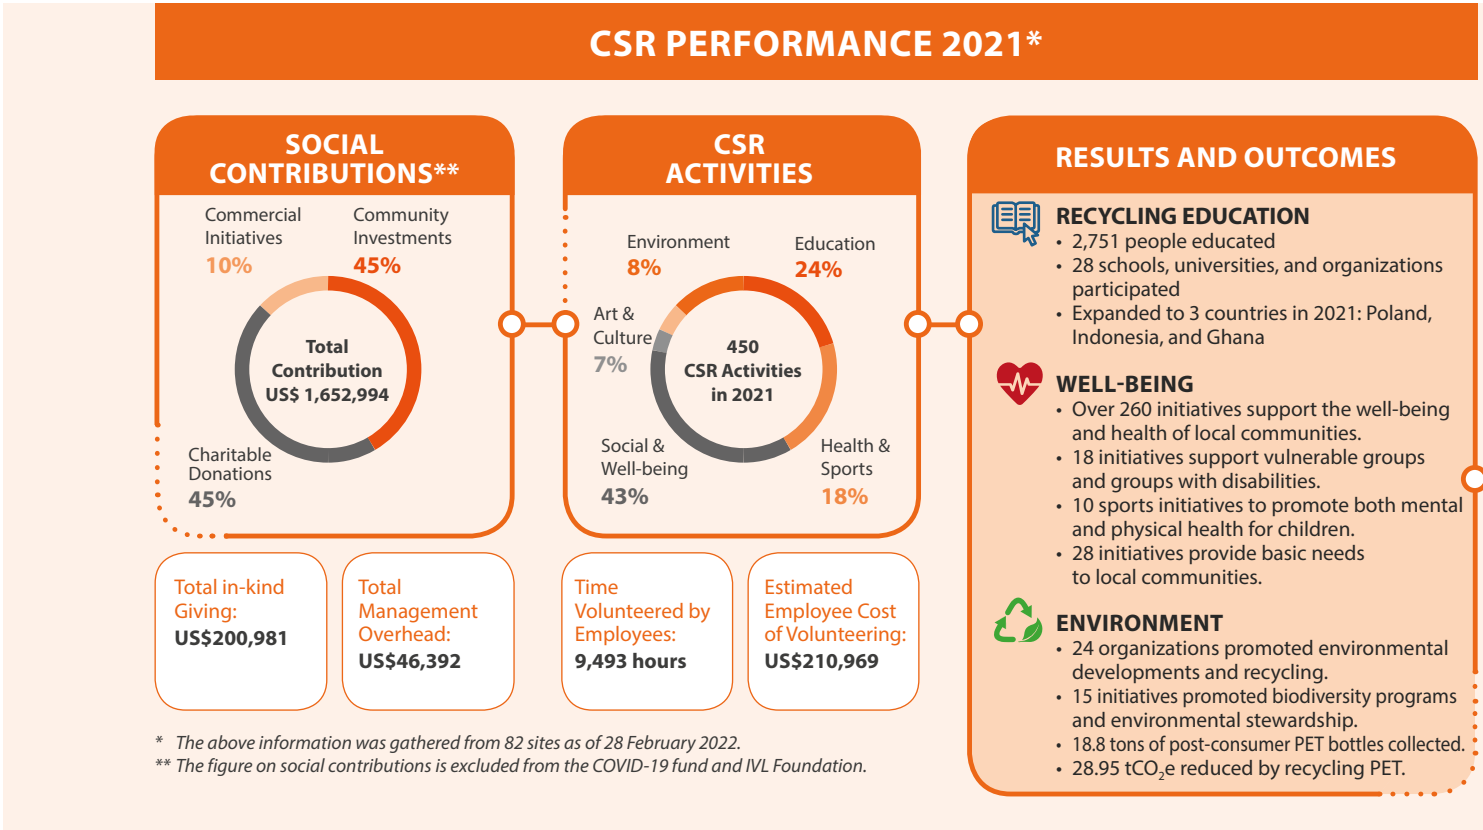 CSR PERFORMANCE 2021*
SOCIAL
CONTRIBUTIONS**
Commercial
Initiatives
10%
Community
Investments
45%
Total
Contribution
US$ 1,652,994
Charitable
Donations
45%
CSR
ACTIVITIES
Environment
8%
Education
24%
Art &
Culture
7%
450
CSR Activities
in 2021
Social &
Well-being
43%
Health &
Sports
18%
Total in-kind
Giving:
US$200,981
Total
Management
Overhead:
US$46,392
Time
Volunteered by
Employees:
9,493 hours
Estimated
Employee Cost
of Volunteering:
US$210,969
* The above information was gathered from 82 sites as of 28 February 2022.
** The figure on social contributions is excluded from the COVID-19 fund and IVL Foundation.
RESULTS AND OUTCOMES
RECYCLING EDUCATION
• 2,751 people educated
• 28 schools, universities, and organizations
participated
• Expanded to 3 countries in 2021: Poland,
Indonesia, and Ghana
WELL-BEING
• Over 260 initiatives support the well-being
and health of local communities.
• 18 initiatives support vulnerable groups
and groups with disabilities.
• 10 sports initiatives to promote both mental
and physical health for children.
• 28 initiatives provide basic needs
to local communities.
ENVIRONMENT
• 24 organizations promoted environmental
developments and recycling.
• 15 initiatives promoted biodiversity programs
and environmental stewardship.
• 18.8 tons of post-consumer PET bottles collected.
• 28.95 tCO₂e reduced by recycling PET.